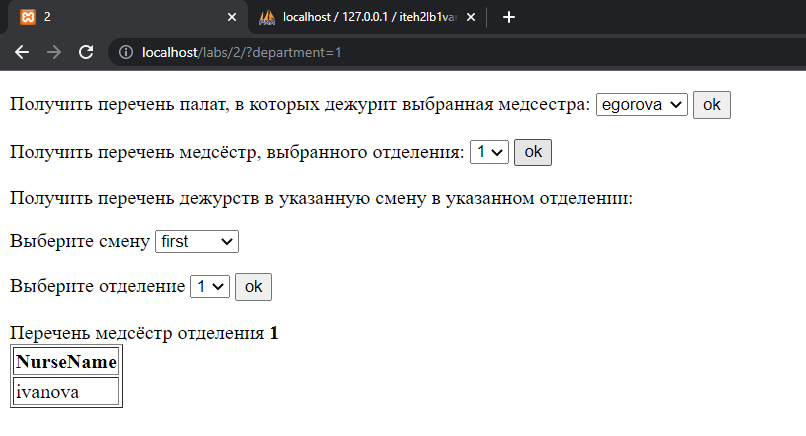 2
localhost / 127.0.0.1 / iteh2lb1var
localhost/labs/2/?department=1
Получить перечень палат, в которых дежурит выбранная медсестра: egorova ok
Получить перечень медсёстр, выбранного отделения: 1 ok
Получить перечень дежурств в указанную смену в указанном отделении:
Выберите смену first
Выберите отделение 1 ok
Перечень медсёстр отделения 1
NurseName
ivanova